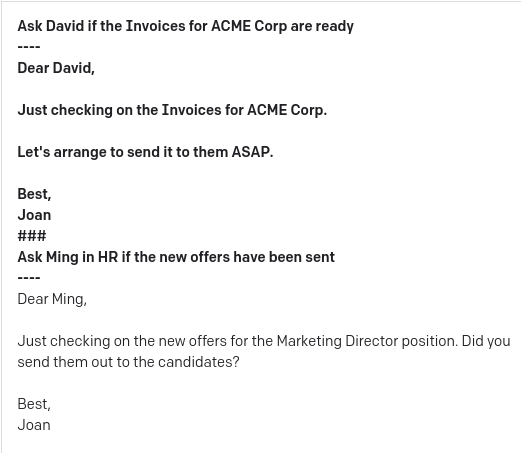 Ask David if the Invoices for ACME Corp are ready
----
Dear David,
Just checking on the Invoices for ACME Corp.
Let's arrange to send it to them ASAP.
Best,
Joan
###
Ask Ming in HR if the new offers have been sent
----
Dear Ming,
Just checking on the new offers for the Marketing Director position. Did you
send them out to the candidates?
Best,
Joan